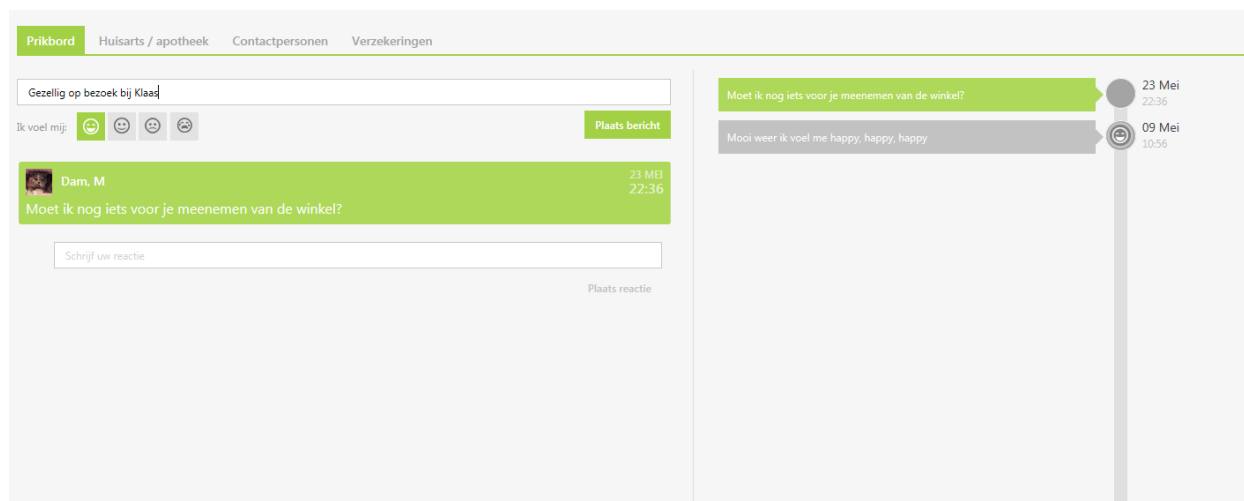 Prikbord Huisarts / apotheek Contactpersonen Verzekeringen
Gezellig op bezoek bij Klaas
Ik voel mij:
Plaats bericht
Dam, M
23 MEI
22:36
Moet ik nog iets voor je meenemen van de winkel?
Schrijf uw reactie
Plaats reactie
Moet ik nog iets voor je meenemen van de winkel?
23 Mei
22:36
Mooi weer ik voel me happy, happy, happy
09 Mei
10:56